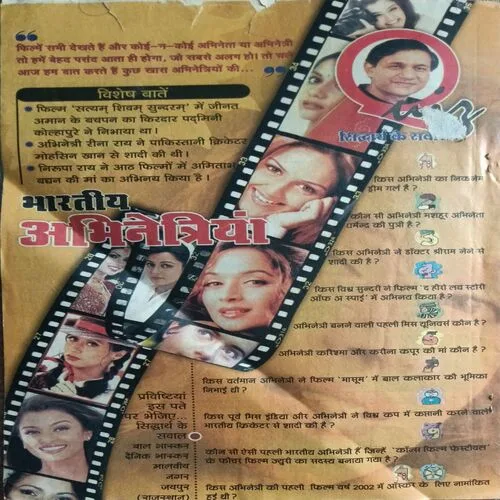 फिल्में सभी देखते हैं और कोई-न-कोई अभिनेता या अभिनेत्री
तो हमें बेहद पसंद आता ही होगा, जो सबसे अलग हो। तो चलो
आज हम बात करते हैं कुछ खास अभिनेत्रियों की...
विशेष बातें
फिल्म 'सत्यम् शिवम् सुन्दरम्' में जीनत
अमान के बचपन का किरदार पद्मिनी
कोल्हापुरे ने निभाया था।
अभिनेत्री रीना राय ने पाकिस्तानी क्रिकेटर
मोहसिन खान से शादी की थी।
निरूपा राय ने आठ फिल्मों में अमिताभ
बच्चन की मां का अभिनय किया है।
भारतीय
अभिनेत्रियां
सिद्धार्थ के सवाल
किस अभिनेत्री का निकनेम
ड्रीम गर्ल है ?
कौन सी अभिनेत्री मशहूर अभिनेता
धर्मेन्द्र की पुत्री है ?
किस अभिनेत्री ने डॉक्टर श्रीराम नेने से
शादी की है ?
किस विश्व सुन्दरी ने फिल्म 'द हीरो लव स्टोरी
ऑफ अ स्पाई' में अभिनय किया है ?
अभिनेत्री बनने वाली पहली मिस यूनिवर्स कौन है ?
अभिनेत्री करिश्मा और करीना कपूर की मां कौन है ?
किस वर्तमान अभिनेत्री ने फिल्म 'मासूम' में बाल कलाकार की भूमिका
निभाई थी ?
किस पूर्व मिस इंडिया और अभिनेत्री ने विश्व कप में कप्तानी करने वाले
भारतीय क्रिकेटर से शादी की है ?
कौन सी ऐसी पहली भारतीय अभिनेत्री हैं जिन्हें 'कॉन्स फिल्म फेस्टीवल'
के फीचर फिल्म ज्युरी का सदस्य बनाया गया है ?
किस अभिनेत्री की पहली फिल्म वर्ष 2002 में ऑस्कर के लिए नामांकित
हुई थी ?
प्रविष्टियां
इस पते
पर भेजिए...
सिद्धार्थ के
सवाल
बाल भास्कर
दैनिक भास्कर
मालवीय
नगर
जयपुर
(राजस्थान)